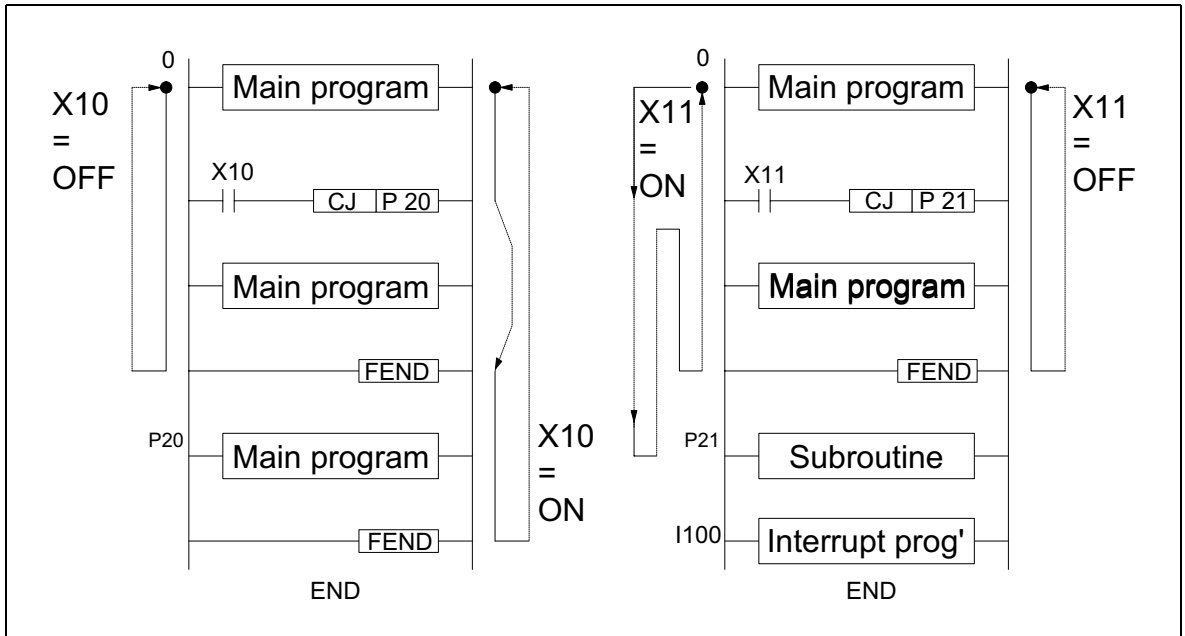 0
Main program
X10
=
OFF
X10
CJ P 20
Main program
FEND
P20
Main program
X10
=
ON
FEND
END
0
Main program
X11
=
ON
X11
=
OFF
X11
CJ P 21
Main program
FEND
P21
Subroutine
I100
Interrupt prog'
END